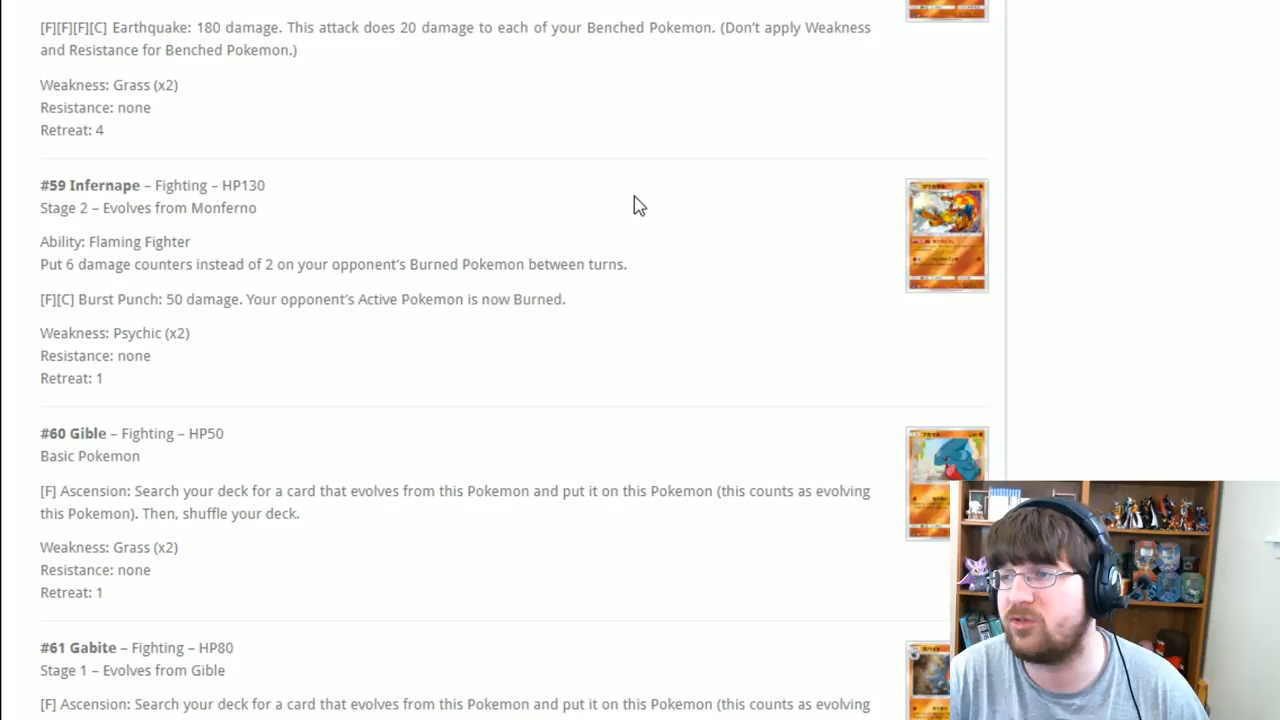 [F][F][F][C] Earthquake: 180 damage. This attack does 20 damage to each of your Benched Pokemon. (Don't apply Weakness
and Resistance for Benched Pokemon.)
Weakness: Grass (x2)
Resistance: none
Retreat: 4
#59 Infernape – Fighting – HP130
Stage 2 – Evolves from Monferno
Ability: Flaming Fighter
Put 6 damage counters instead of 2 on your opponent's Burned Pokemon between turns.
[F][C] Burst Punch: 50 damage. Your opponent's Active Pokemon is now Burned.
Weakness: Psychic (x2)
Resistance: none
Retreat: 1
#60 Gible – Fighting – HP50
Basic Pokemon
[F] Ascension: Search your deck for a card that evolves from this Pokemon and put it on this Pokemon (this counts as evolving
this Pokemon). Then, shuffle your deck.
Weakness: Grass (x2)
Resistance: none
Retreat: 1
#61 Gabite – Fighting – HP80
Stage 1 – Evolves from Gible
[F] Ascension: Search your deck for a card that evolves from this Pokemon and put it on this Pokemon (this counts as evolving